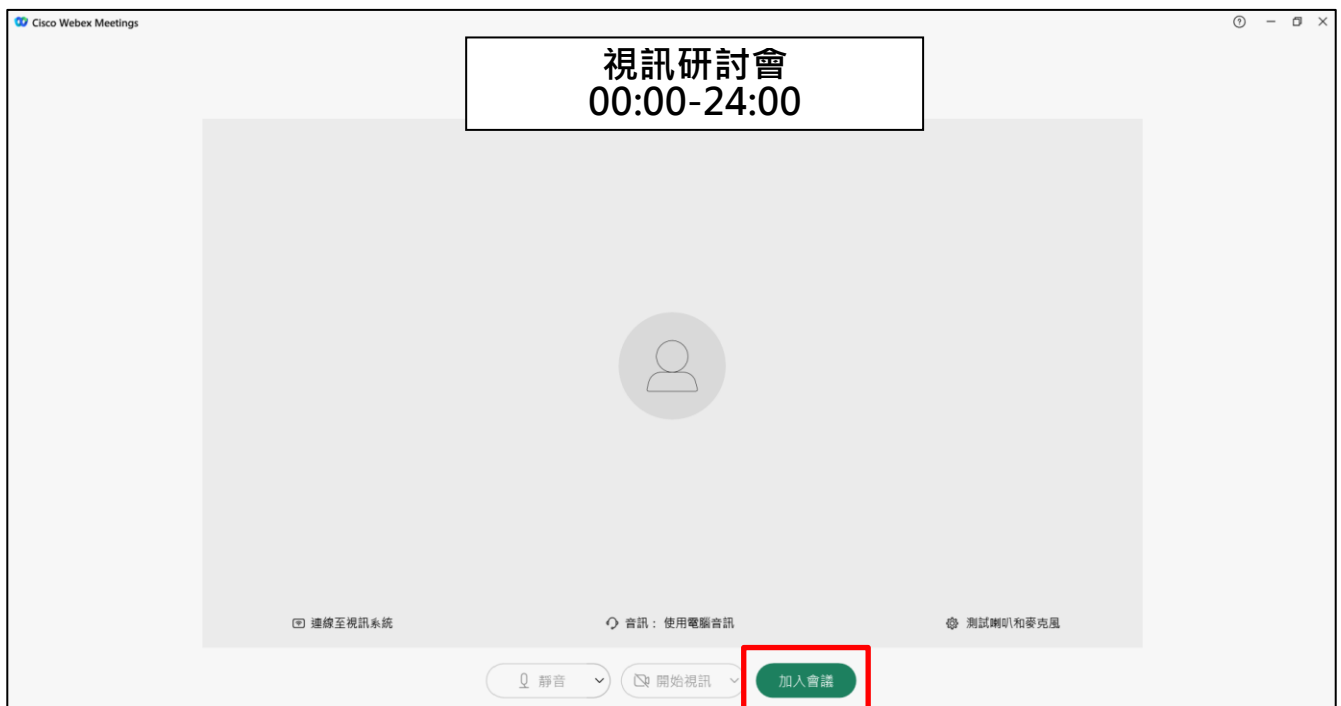 Cisco Webex Meetings
視訊研討會
00:00-24:00
連線至視訊系統
音訊： 使用電腦音訊
測試喇叭和麥克風
靜音
開始視訊
加入會議